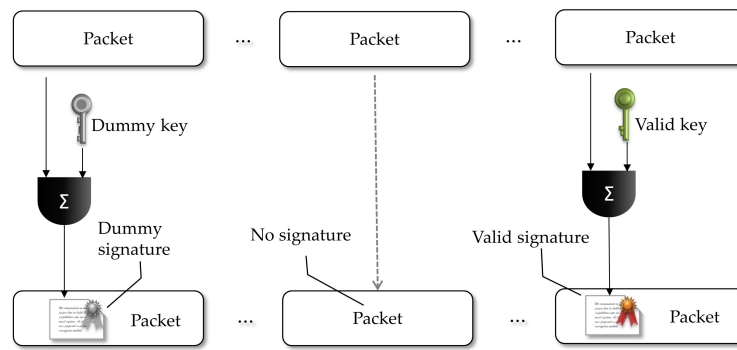 Packet ... Packet ... Packet
Dummy key
Valid key
Σ
Σ
Dummy
signature
No signature
Valid signature
Packet ... Packet ... Packet